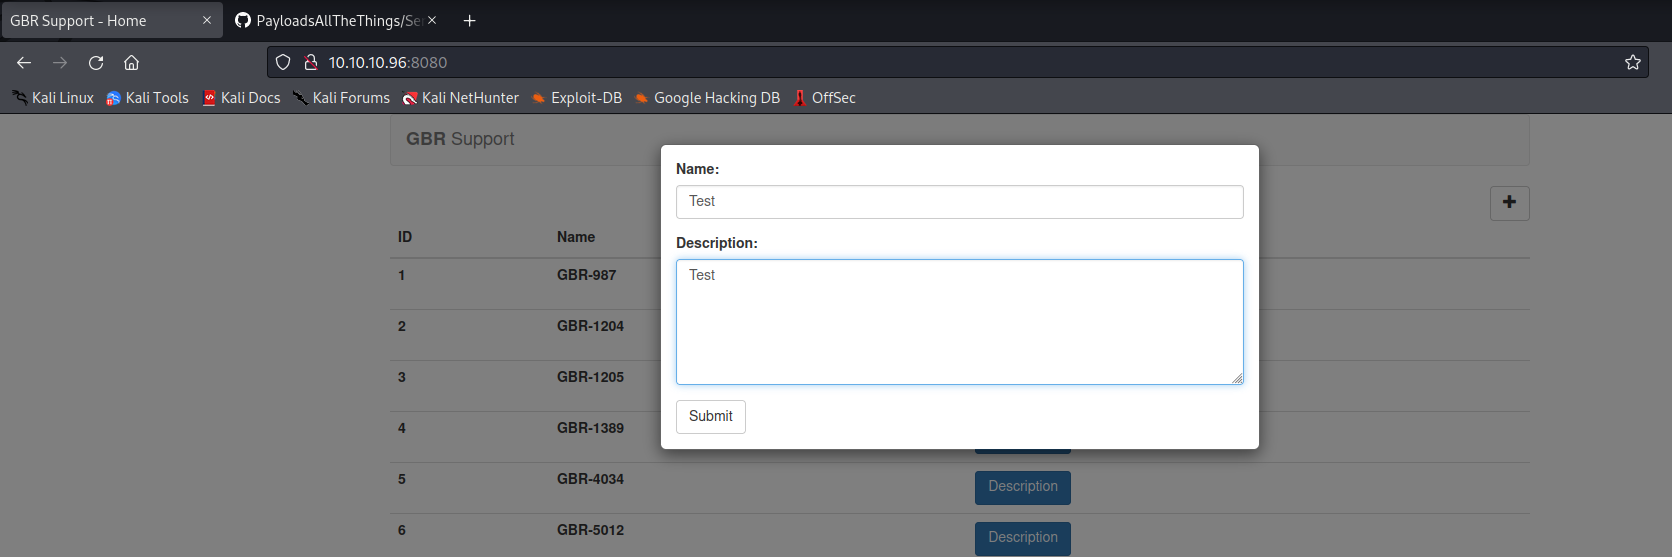 GBR Support - Home
PayloadsAllTheThings/Se
10.10.10.96:8080
Kali Linux Kali Tools Kali Docs Kali Forums Kali NetHunter Exploit-DB Google Hacking DB OffSec
GBR Support
Name:
Test
Description:
Test
Submit
ID Name
1 GBR-987
2 GBR-1204
3 GBR-1205
4 GBR-1389
5 GBR-4034 Description
6 GBR-5012 Description